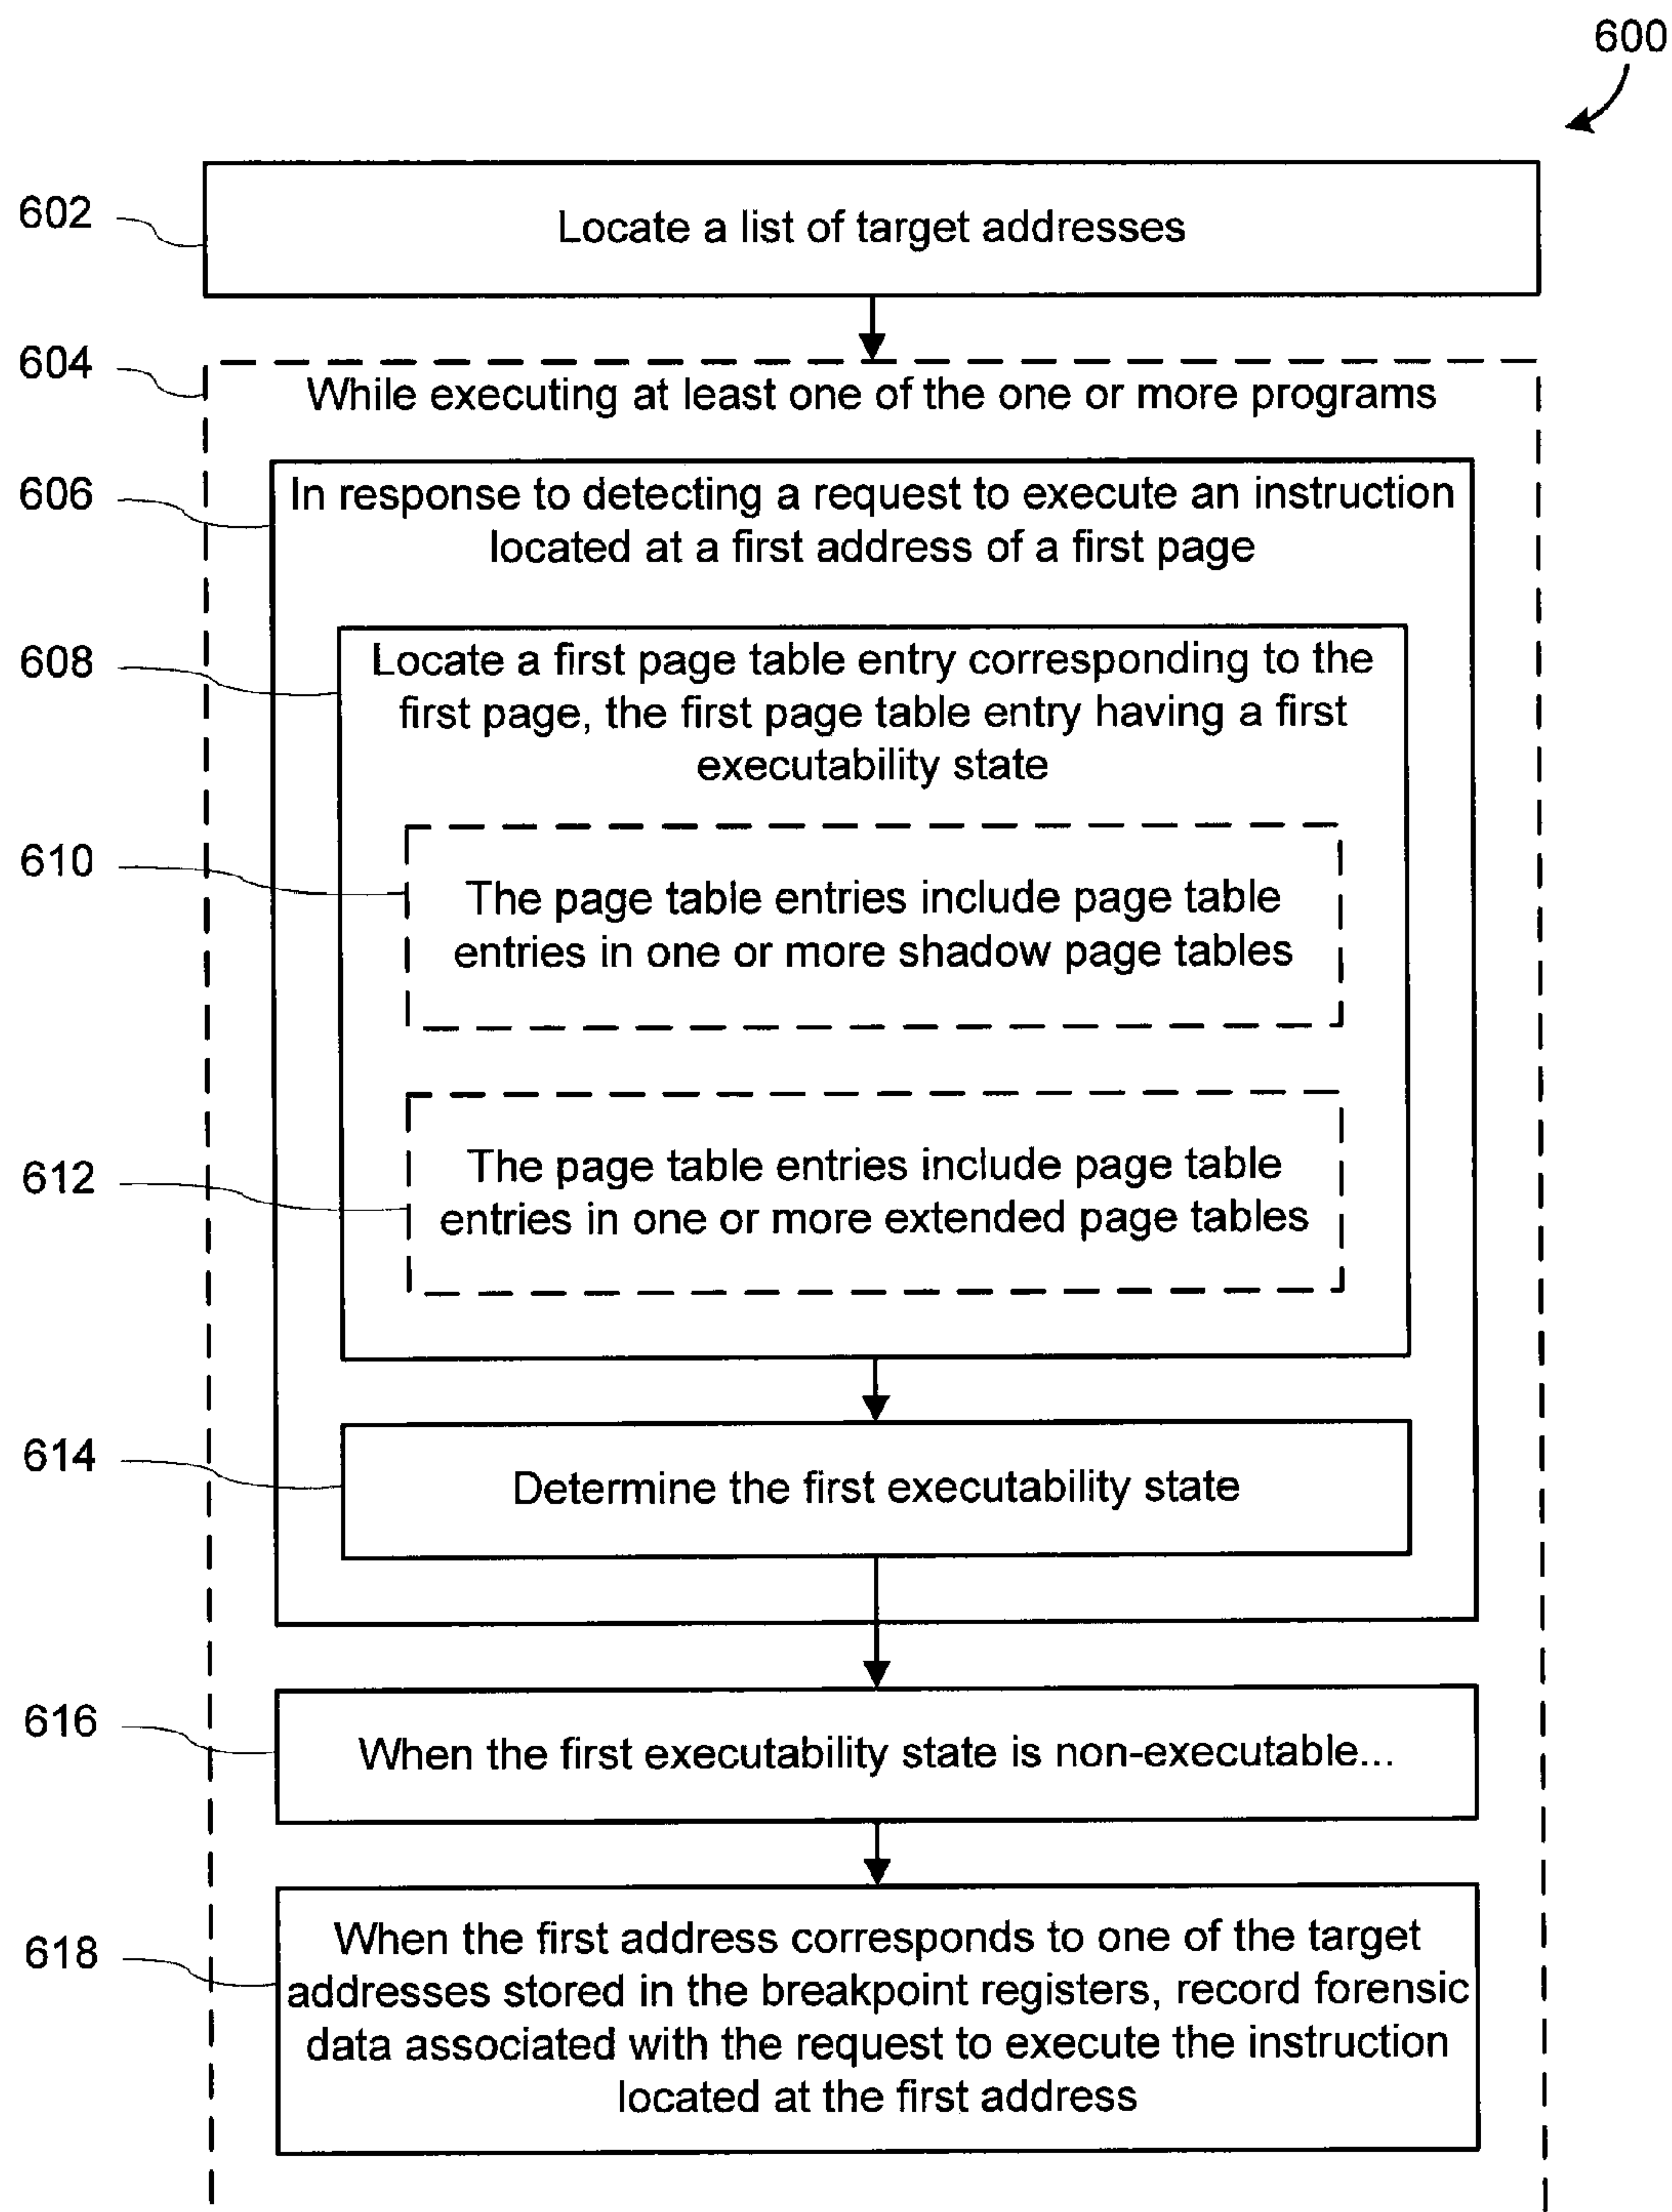 600
602
Locate a list of target addresses
604
While executing at least one of the one or more programs
606
In response to detecting a request to execute an instruction
located at a first address of a first page
608
Locate a first page table entry corresponding to the
first page, the first page table entry having a first
executability state
610
The page table entries include page table
entries in one or more shadow page tables
612
The page table entries include page table
entries in one or more extended page tables
614
Determine the first executability state
616
When the first executability state is non-executable...
618
When the first address corresponds to one of the target
addresses stored in the breakpoint registers, record forensic
data associated with the request to execute the instruction
located at the first address